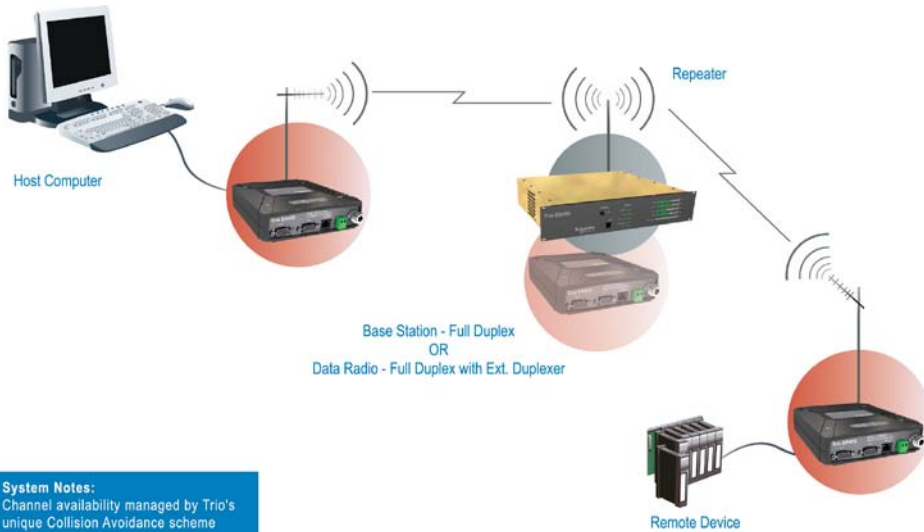 Repeater
Host Computer
Base Station - Full Duplex
OR
Data Radio - Full Duplex with Ext. Duplexer
System Notes:
Channel availability managed by Trio's
unique Collision Avoidance scheme
Remote Device